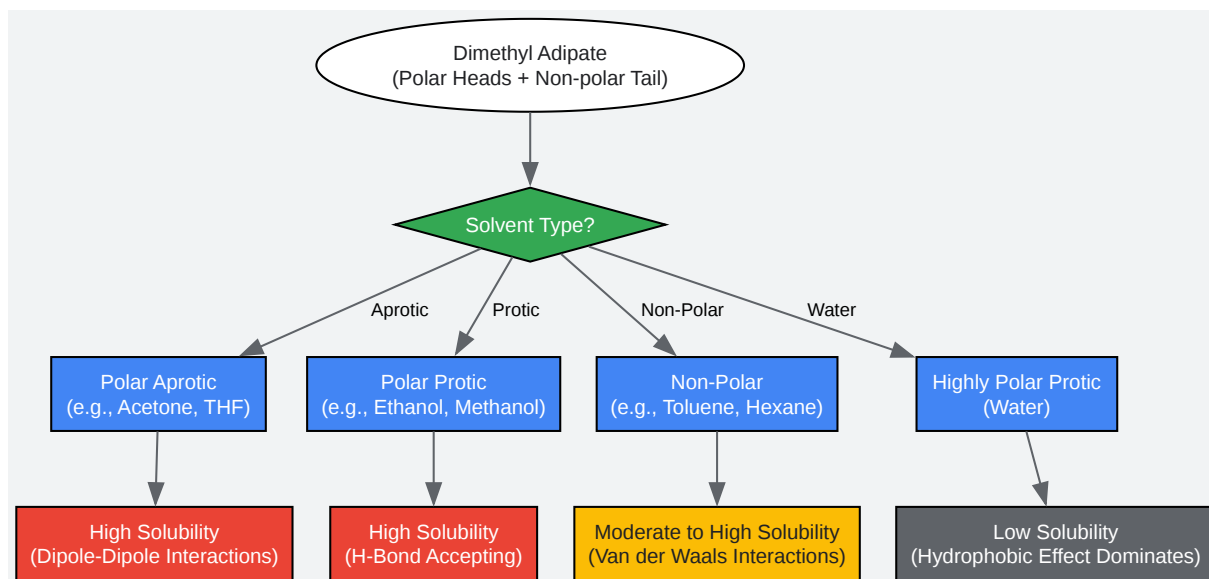 Dimethyl Adipate
(Polar Heads + Non-polar Tail)
Solvent Type?
Aprotic
Protic
Non-Polar
Water
Polar Aprotic
(e.g., Acetone, THF)
Polar Protic
(e.g., Ethanol, Methanol)
Non-Polar
(e.g., Toluene, Hexane)
Highly Polar Protic
(Water)
High Solubility
(Dipole-Dipole Interactions)
High Solubility
(H-Bond Accepting)
Moderate to High Solubility
(Van der Waals Interactions)
Low Solubility
(Hydrophobic Effect Dominates)